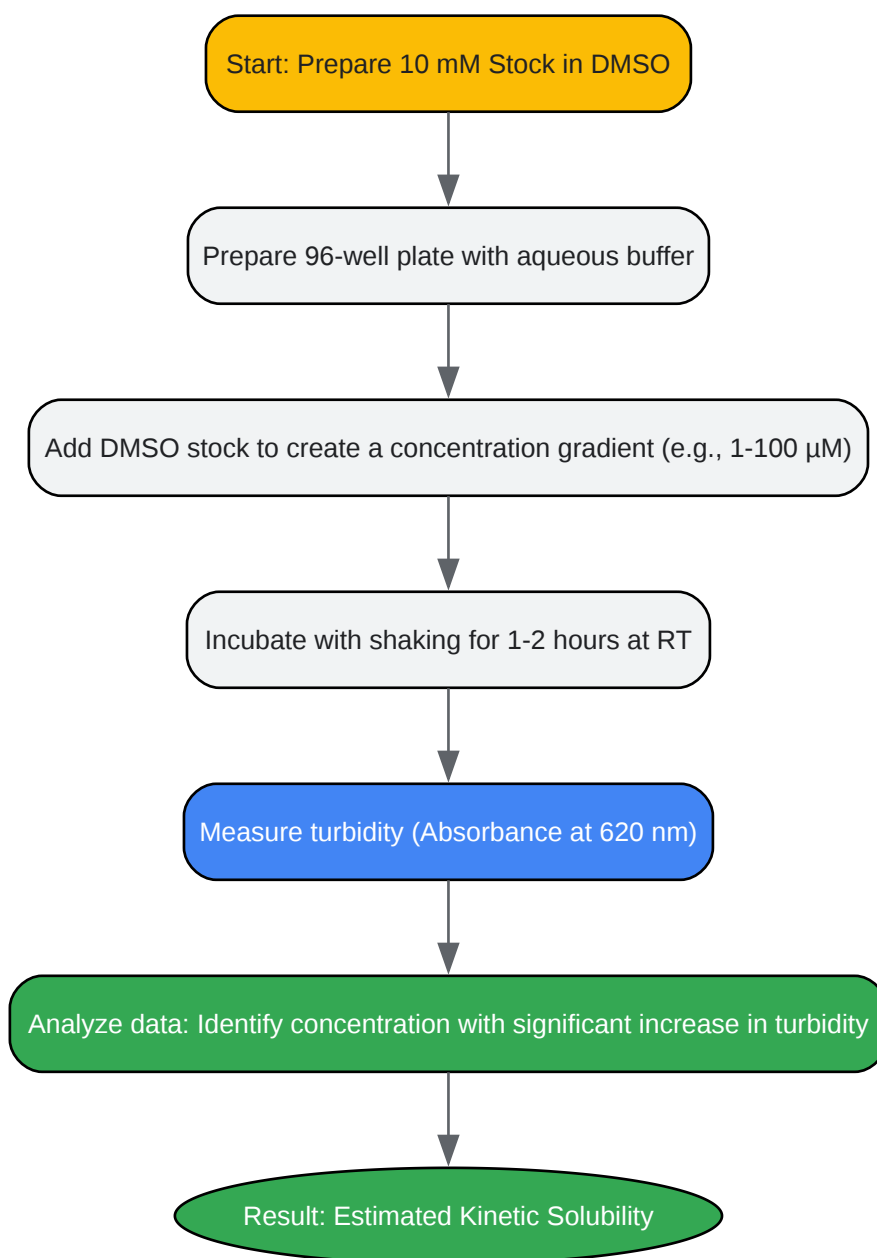 Start: Prepare 10 mM Stock in DMSO
Prepare 96-well plate with aqueous buffer
Add DMSO stock to create a concentration gradient (e.g., 1-100 µM)
Incubate with shaking for 1-2 hours at RT
Measure turbidity (Absorbance at 620 nm)
Analyze data: Identify concentration with significant increase in turbidity
Result: Estimated Kinetic Solubility